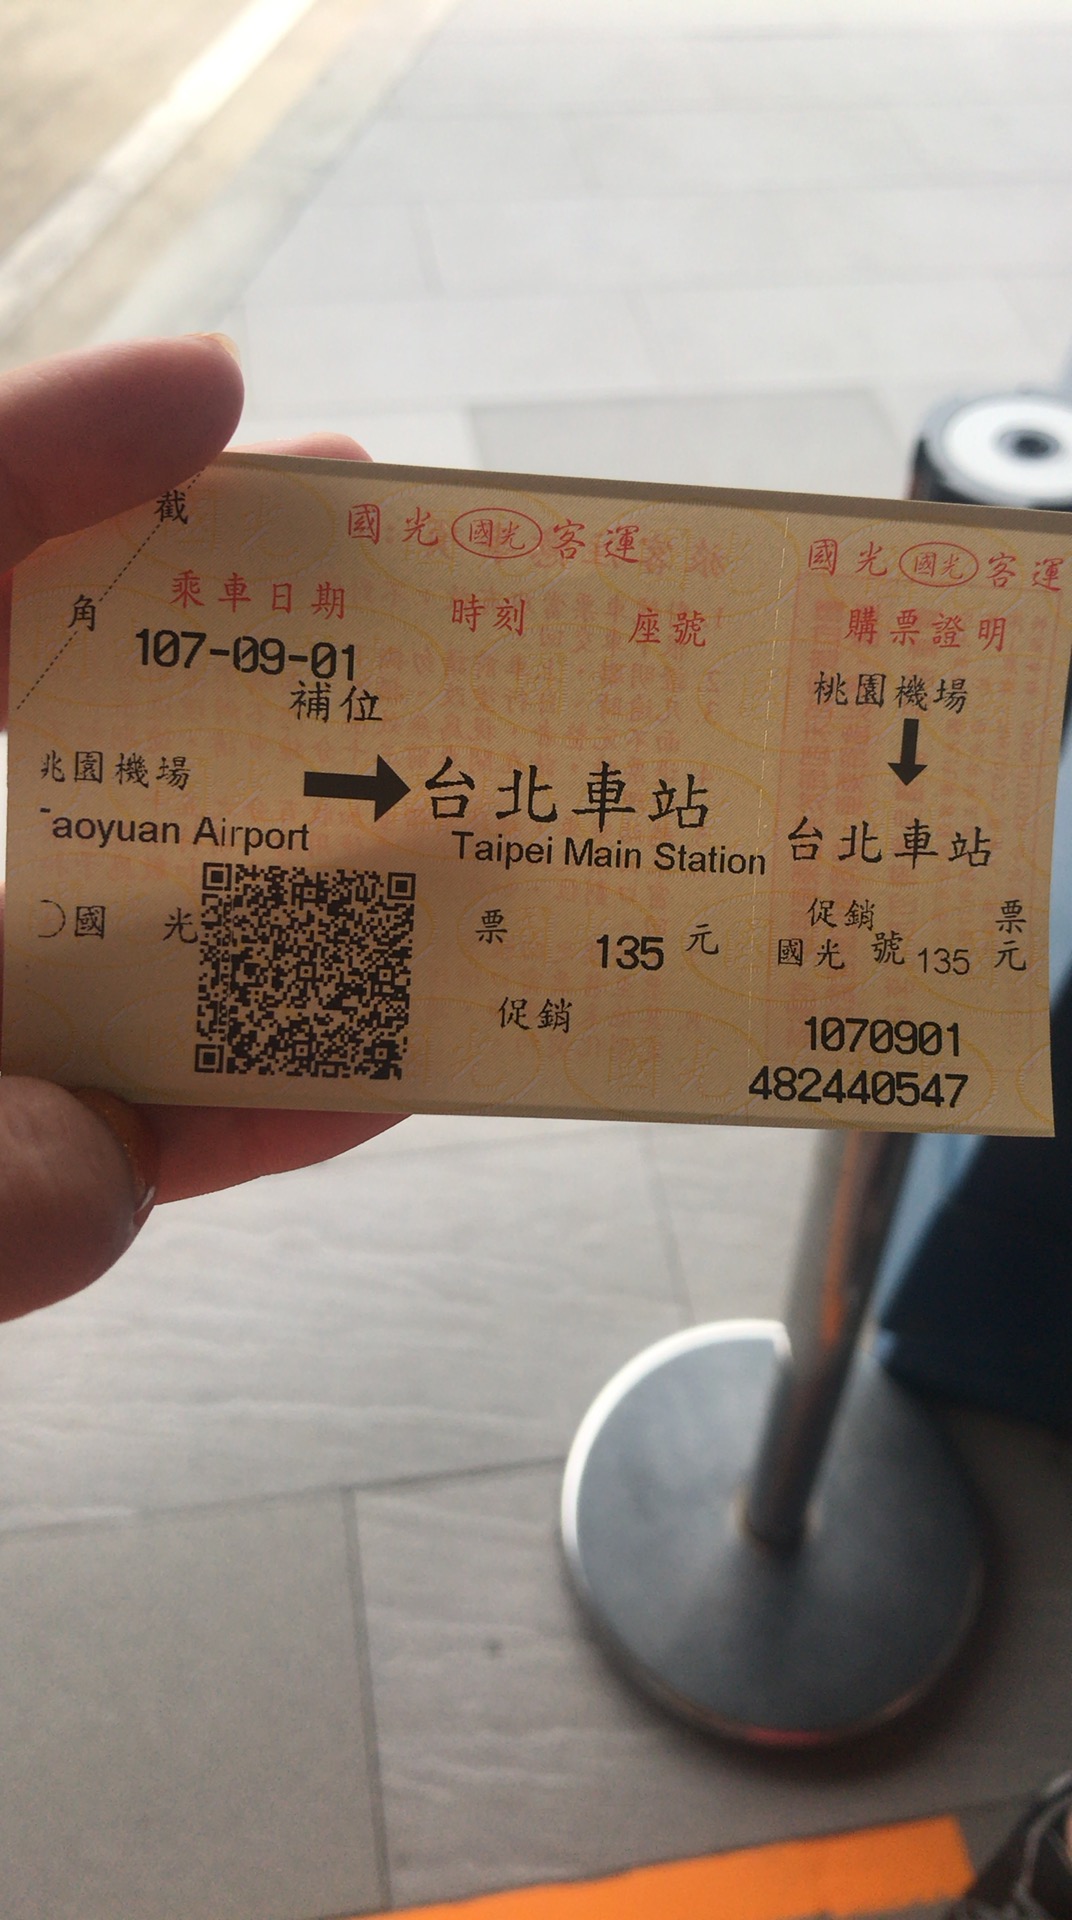 截
角
國光 國光 客運
乘車日期 時刻 座號
107-09-01
補位
桃園機場 → 台北車站
Taoyuan Airport Taipei Main Station
國光 票 135 元
促銷
國光 國光 客運
購票證明
桃園機場
↓
台北車站
促銷 票
國光號 135 元
1070901
482440547